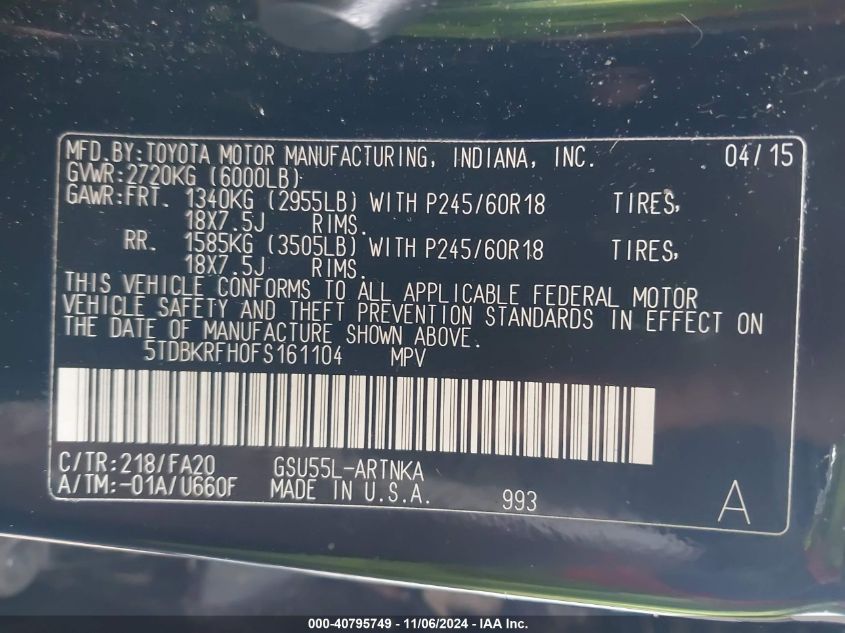 MFD.BY:TOYOTA MOTOR MANUFACTURING, INDIANA, INC. 04/15
GVWR:2720KG (6000LB)
GAWR:FRT. 1340KG (2955LB) WITH P245/60R18 TIRES,
18X7.5J RIMS.
RR. 1585KG (3505LB) WITH P245/60R18 TIRES,
18X7.5J RIMS.
THIS VEHICLE CONFORMS TO ALL APPLICABLE FEDERAL MOTOR
VEHICLE SAFETY AND THEFT PREVENTION STANDARDS IN EFFECT ON
THE DATE OF MANUFACTURE SHOWN ABOVE.
5TDBKRFH0FS161104 MPV
C/TR:218/FA20 GSU55L-ARTNKA
A/TM:-01A/U660F MADE IN U.S.A. 993 A
000-40795749 - 11/06/2024 - IAA Inc.